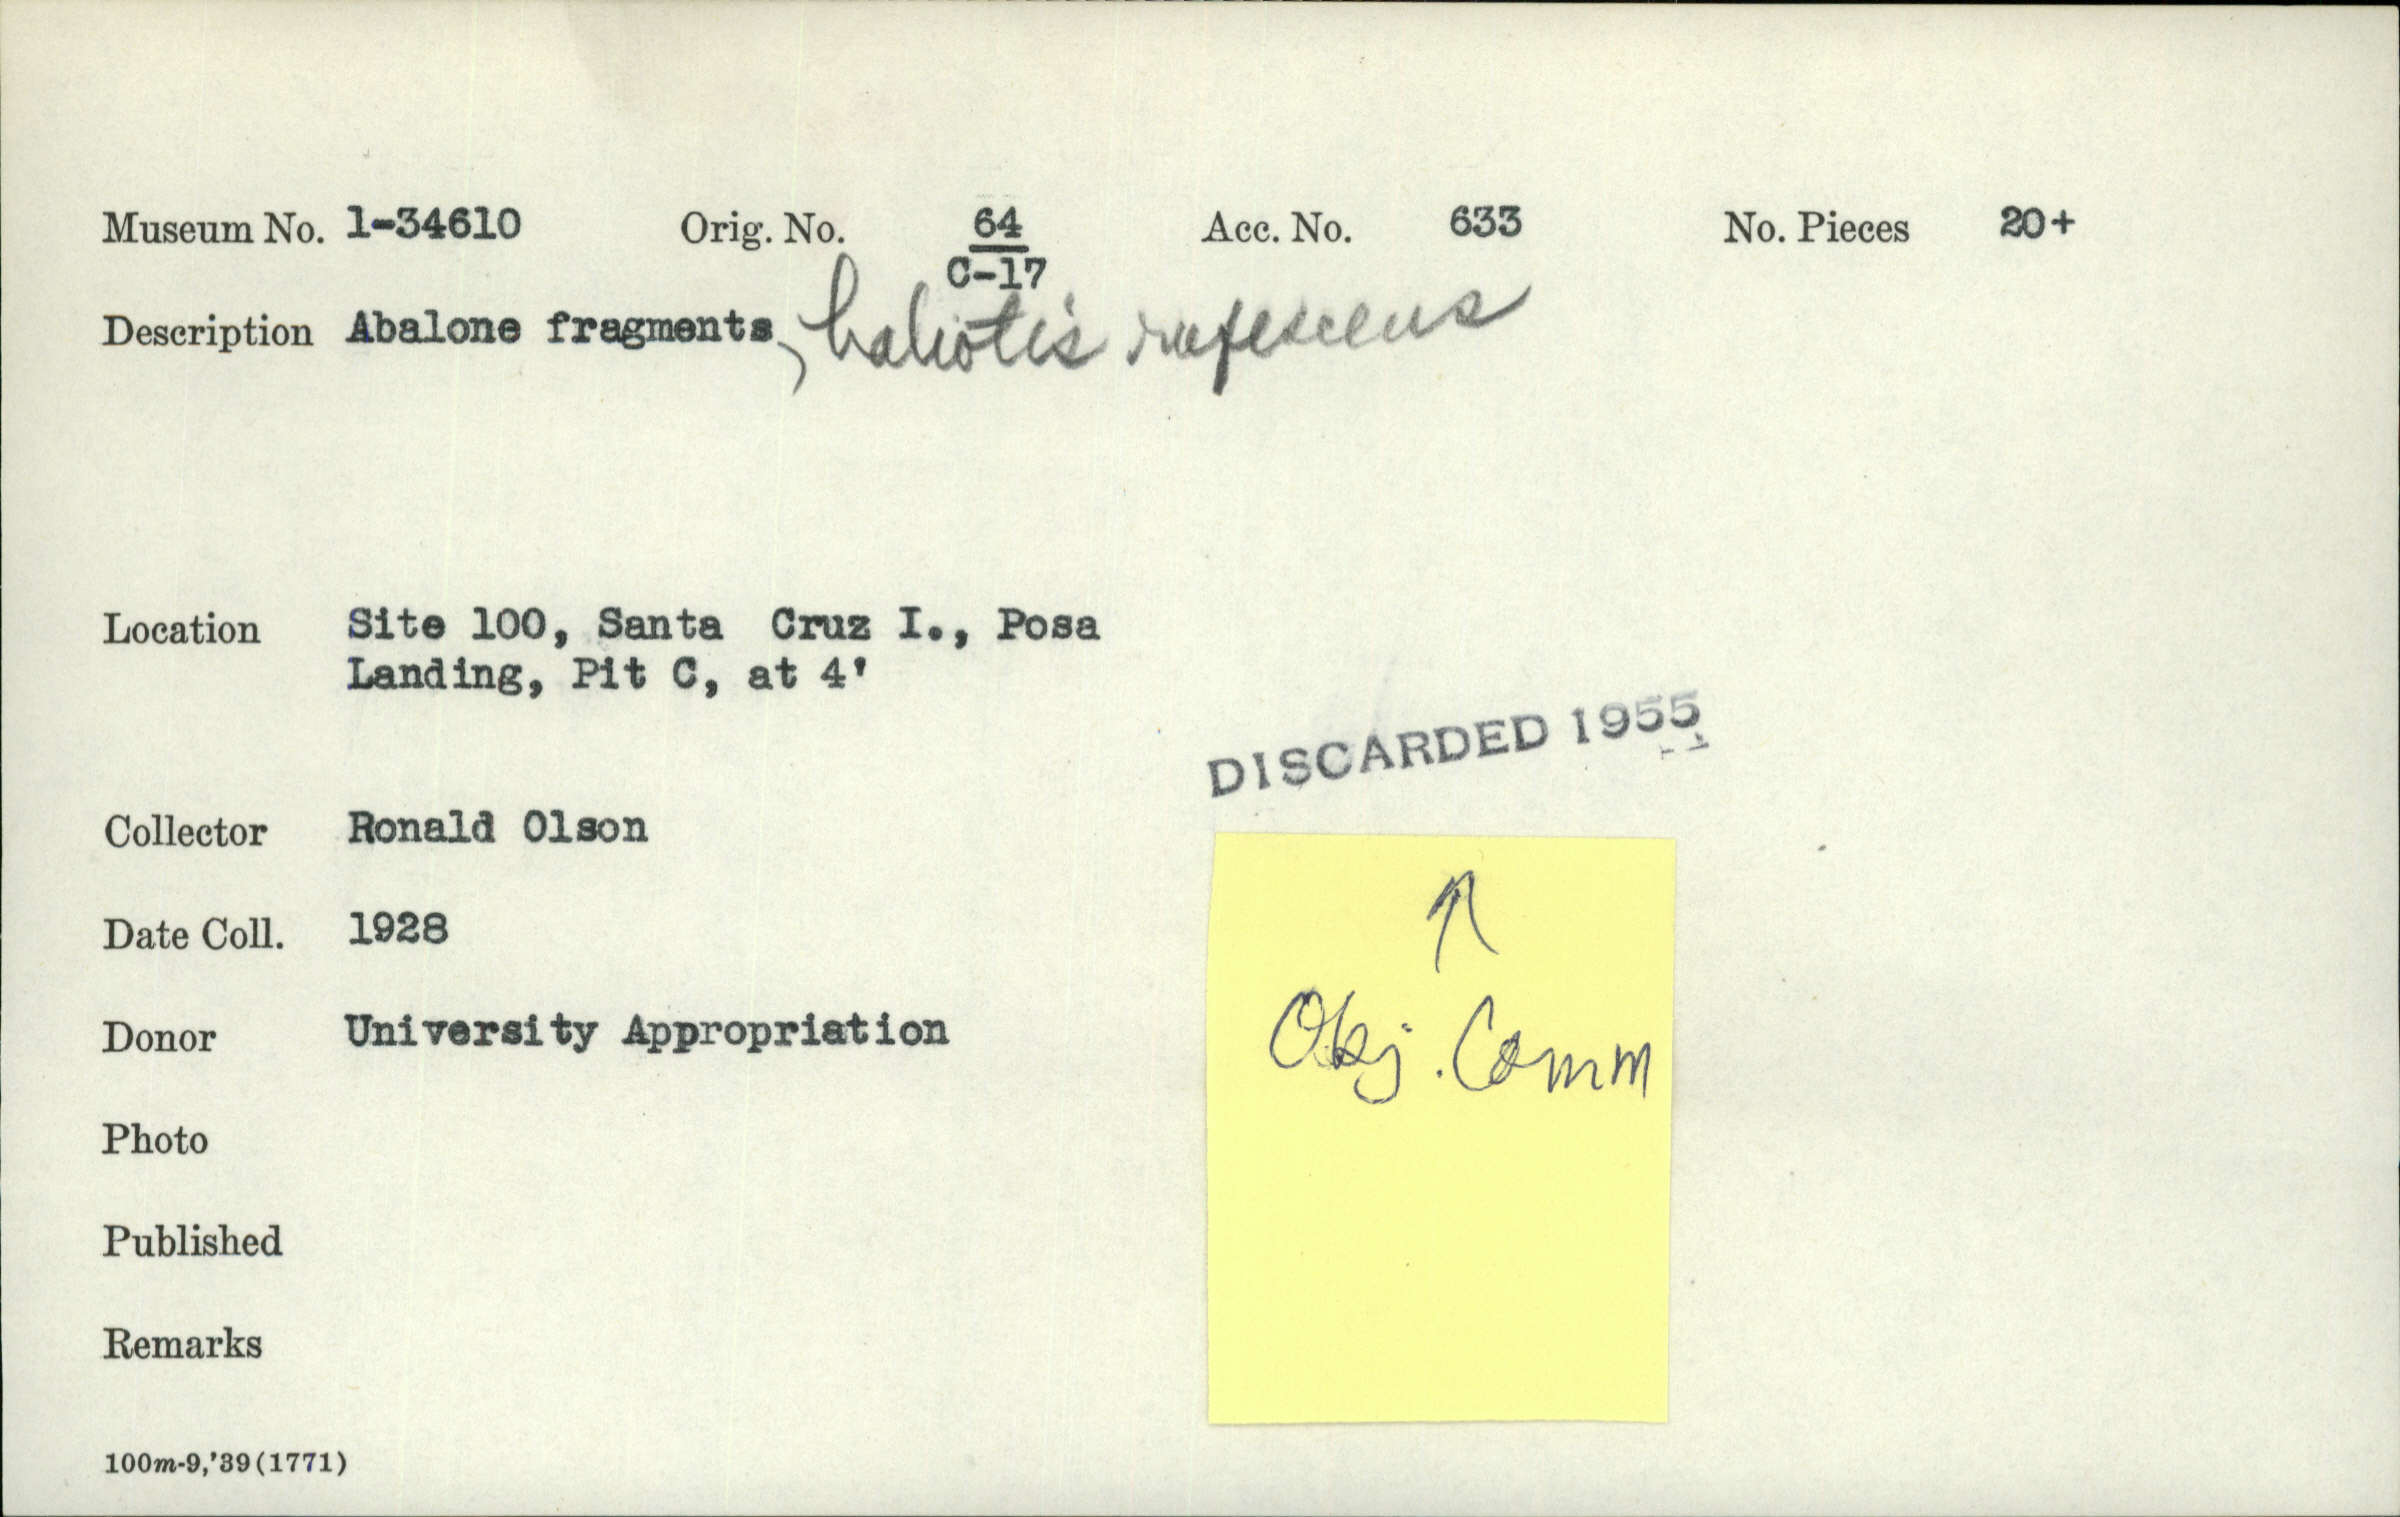 Museum No. 1-34610 Orig. No. 64/C-17 Acc. No. 633 No. Pieces 20+
Description Abalone fragments, haliotis rufescens
Location Site 100, Santa Cruz I., Posa
Landing, Pit C, at 4'
DISCARDED 1955
Collector Ronald Olson
Date Coll. 1928
Donor University Appropriation
↑
Obj. Comm
Photo
Published
Remarks
100m-9,'39(1771)